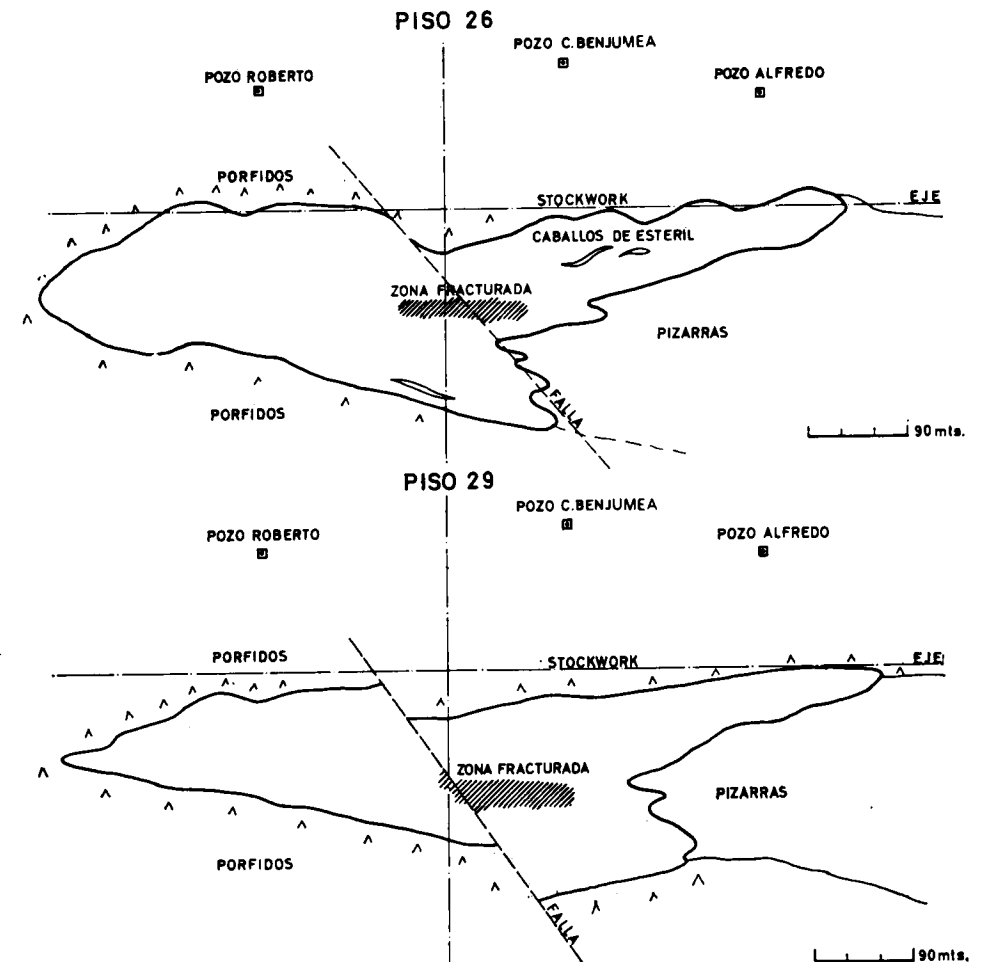 PISO 26
POZO C.BENJUMEA
POZO ROBERTO
POZO ALFREDO
PORFIDOS
STOCKWORK
EJE
CABALLOS DE ESTERIL
ZONA FRACTURADA
PIZARRAS
FALLA
PORFIDOS
90 mts.
PISO 29
POZO C.BENJUMEA
POZO ROBERTO
POZO ALFREDO
PORFIDOS
STOCKWORK
EJE
ZONA FRACTURADA
PIZARRAS
PORFIDOS
FALLA
90 mts.